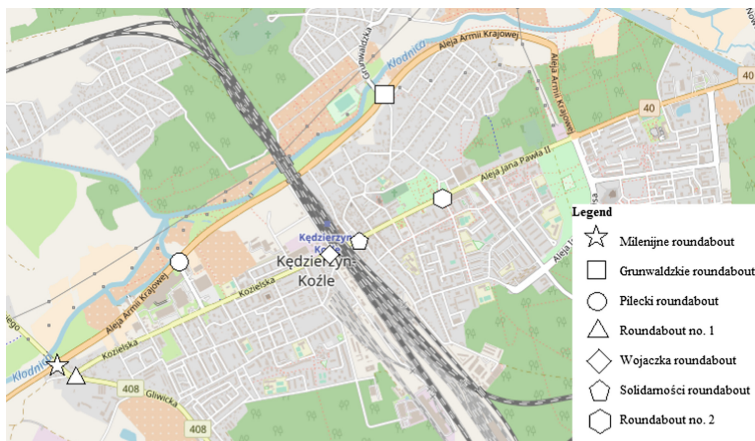 Now
Aleja Armii Krajowej
Kłodnica
Grunwaldzka
40
Aleja Armii Krajowej
40
Aleja Jana Pawła II
Kędzierzyn
Koźle
Kędzierzyn-
Koźle
Kozielska
Aleja Armii Krajowej
Kozielska
Kłodnica
408
Gliwicka
408
Legend
Milenijne roundabout
Grunwaldzkie roundabout
Pilecki roundabout
Roundabout no. 1
Wojaczka roundabout
Solidarności roundabout
Roundabout no. 2